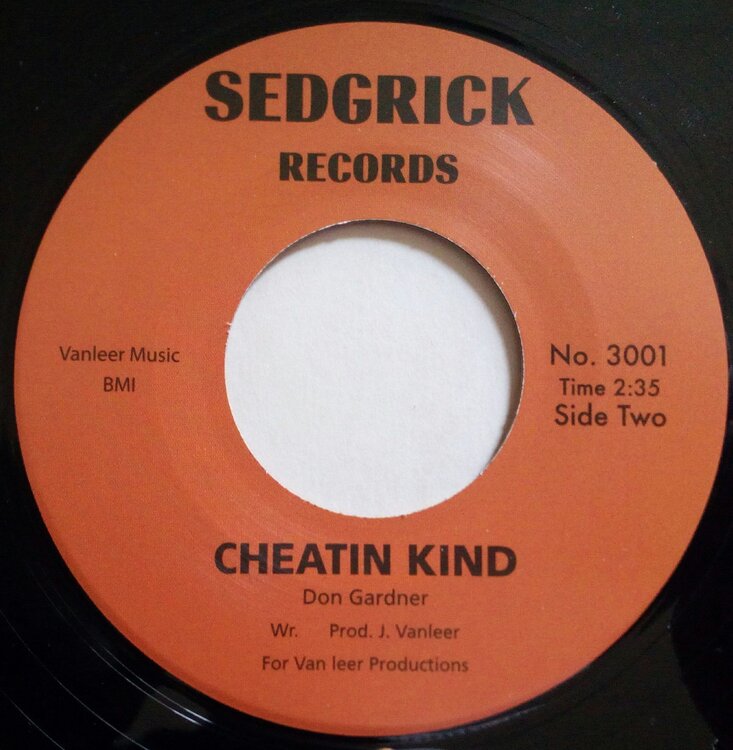 SEDGRICK
RECORDS
Vanleer Music
BMI
No. 3001
Time 2:35
Side Two
CHEATIN KIND
Don Gardner
Wr. Prod. J. Vanleer
For Van leer Productions